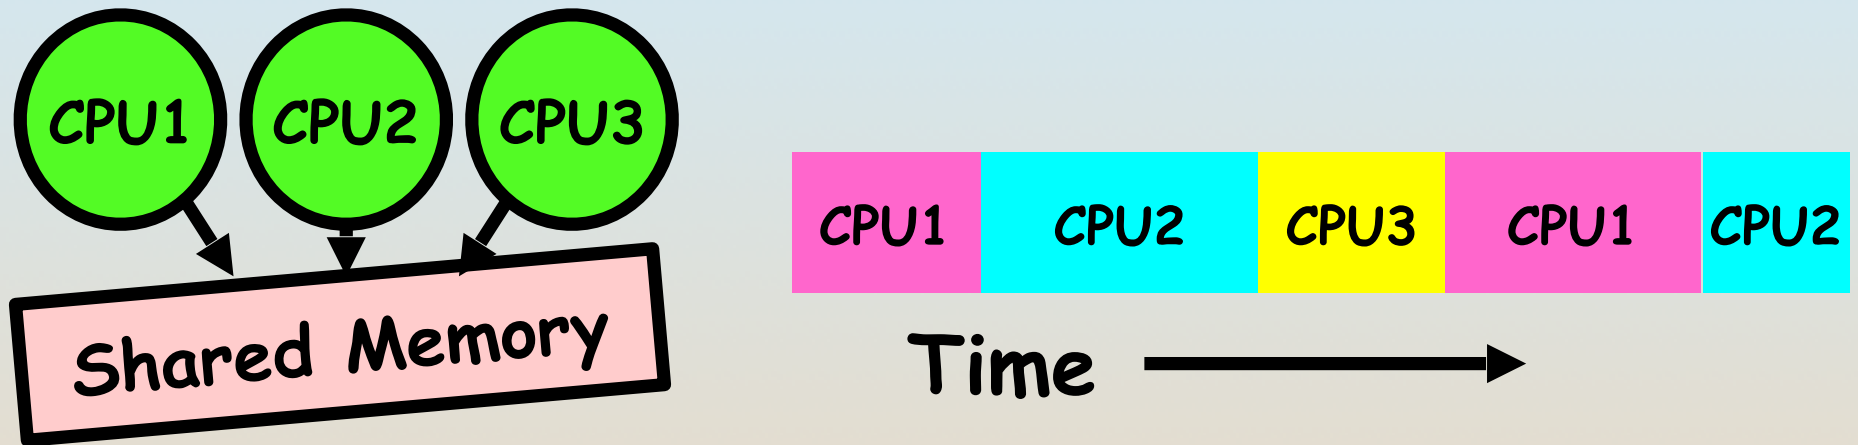 CPU1 CPU2 CPU3
Shared Memory
CPU1 CPU2 CPU3 CPU1 CPU2
Time